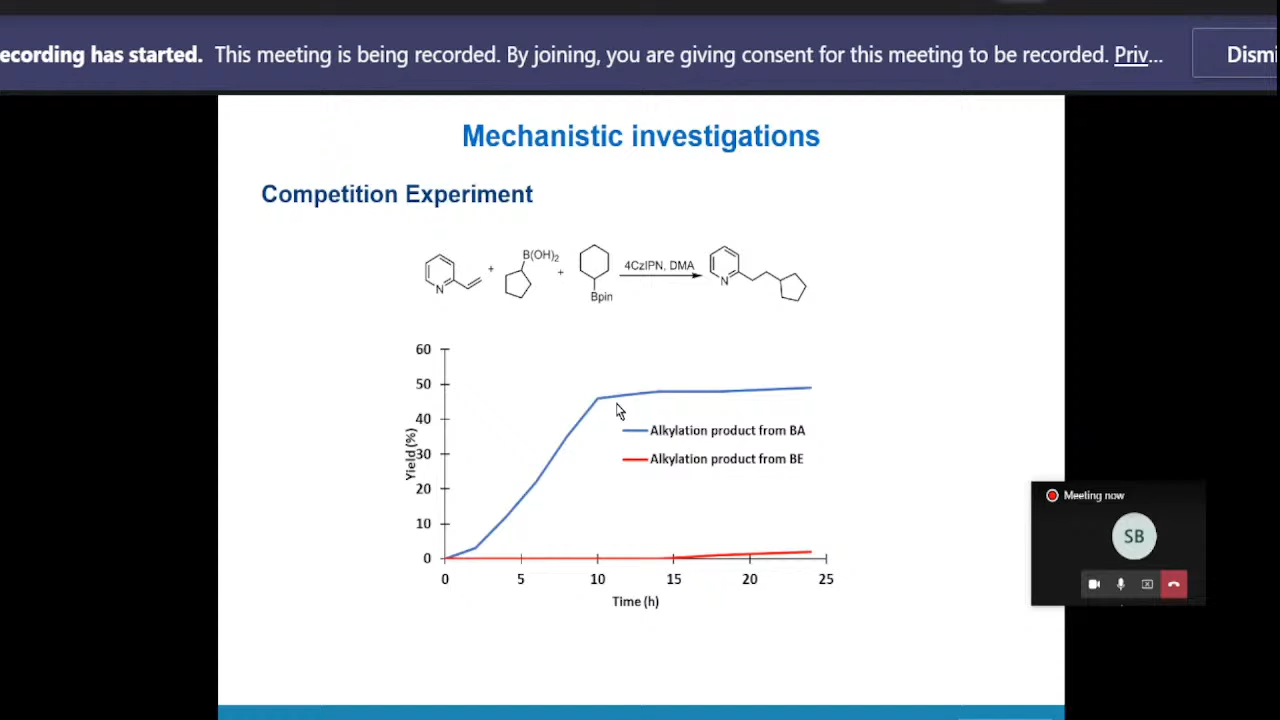 ecording has started. This meeting is being recorded. By joining, you are giving consent for this meeting to be recorded. Priv...
Dismi
Mechanistic investigations
Competition Experiment
N
+
B(OH)2
+
Bpin
4CzIPN, DMA
N
60
50
40
30
20
10
0
Yield (%)
Alkylation product from BA
Alkylation product from BE
0 5 10 15 20 25
Time (h)
Meeting now
SB